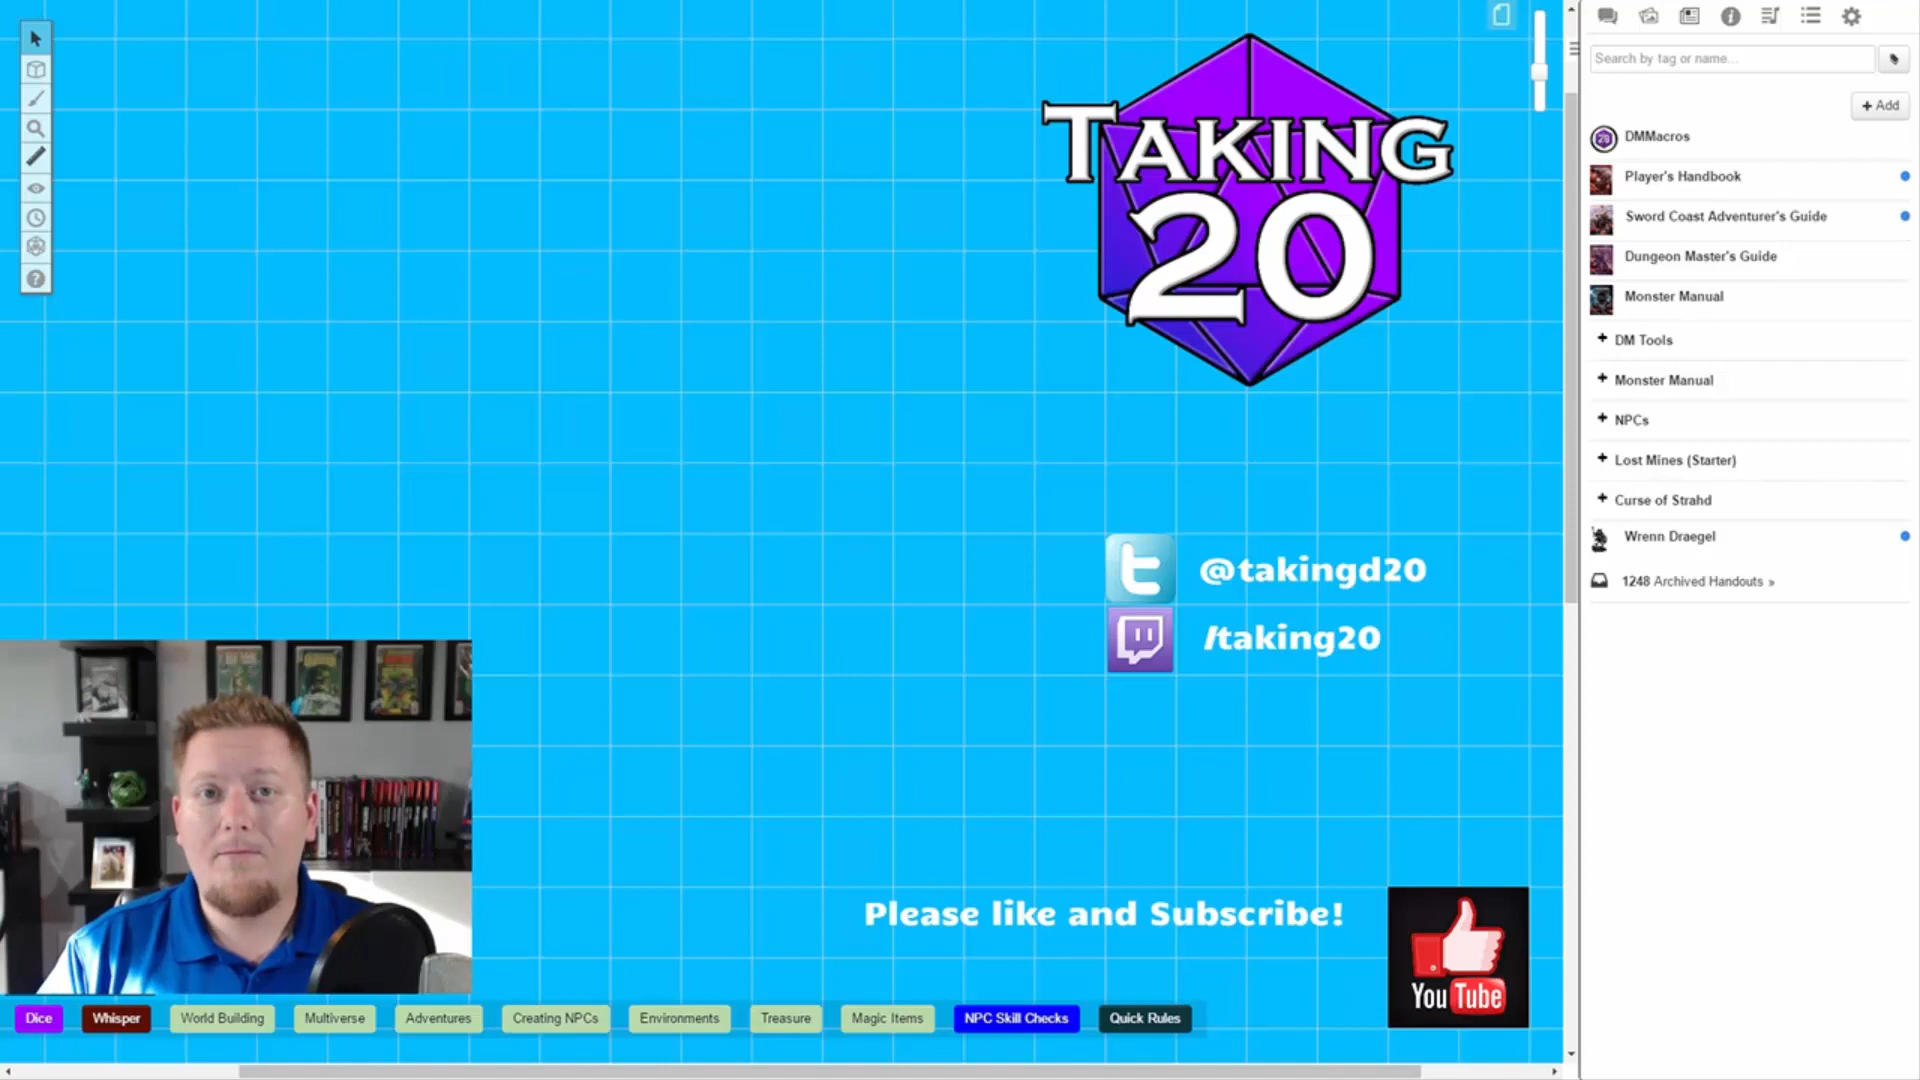 Search by tag or name...
+ Add
DMMacros
Player's Handbook
Sword Coast Adventurer's Guide
Dungeon Master's Guide
Monster Manual
+ DM Tools
+ Monster Manual
+ NPCs
+ Lost Mines (Starter)
+ Curse of Strahd
Wrenn Draegel
1248 Archived Handouts »
TAKING
20
@takingd20
/taking20
Please like and Subscribe!
YouTube
Dice
Whisper
World Building
Multiverse
Adventures
Creating NPCs
Environments
Treasure
Magic Items
NPC Skill Checks
Quick Rules